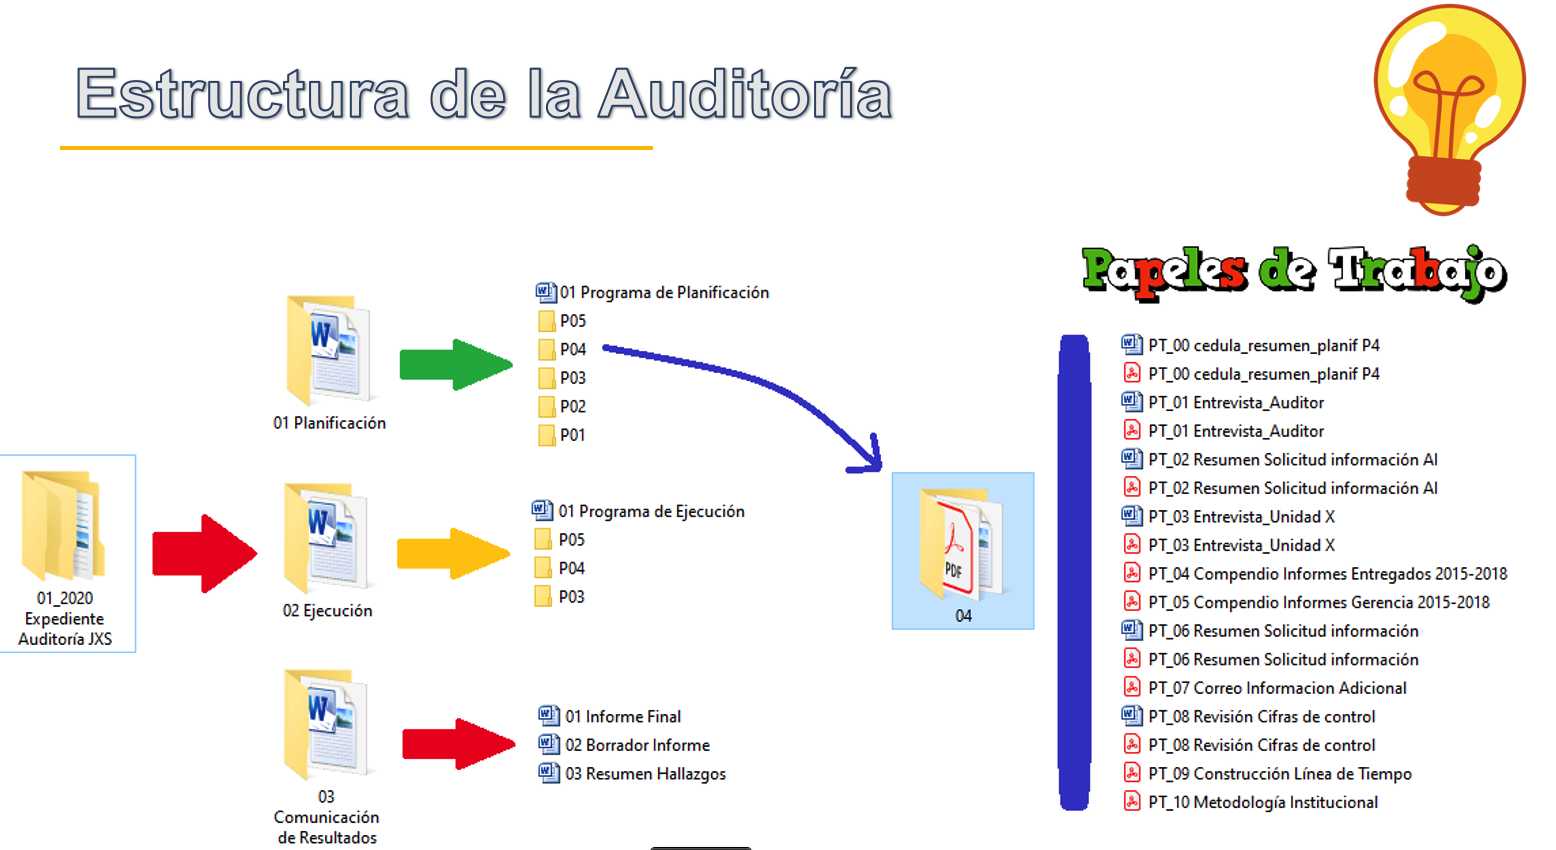 Estructura de la Auditoría
Papeles de Trabajo
01_2020
Expediente
Auditoría JXS
01 Planificación
01 Programa de Planificación
P05
P04
P03
P02
P01
02 Ejecución
01 Programa de Ejecución
P05
P04
P03
03
Comunicación
de Resultados
01 Informe Final
02 Borrador Informe
03 Resumen Hallazgos
PDF
04
PT_00 cedula_resumen_planif P4
PT_00 cedula_resumen_planif P4
PT_01 Entrevista_Auditor
PT_01 Entrevista_Auditor
PT_02 Resumen Solicitud información AI
PT_02 Resumen Solicitud información AI
PT_03 Entrevista_Unidad X
PT_03 Entrevista_Unidad X
PT_04 Compendio Informes Entregados 2015-2018
PT_05 Compendio Informes Gerencia 2015-2018
PT_06 Resumen Solicitud información
PT_06 Resumen Solicitud información
PT_07 Correo Informacion Adicional
PT_08 Revisión Cifras de control
PT_08 Revisión Cifras de control
PT_09 Construcción Línea de Tiempo
PT_10 Metodología Institucional